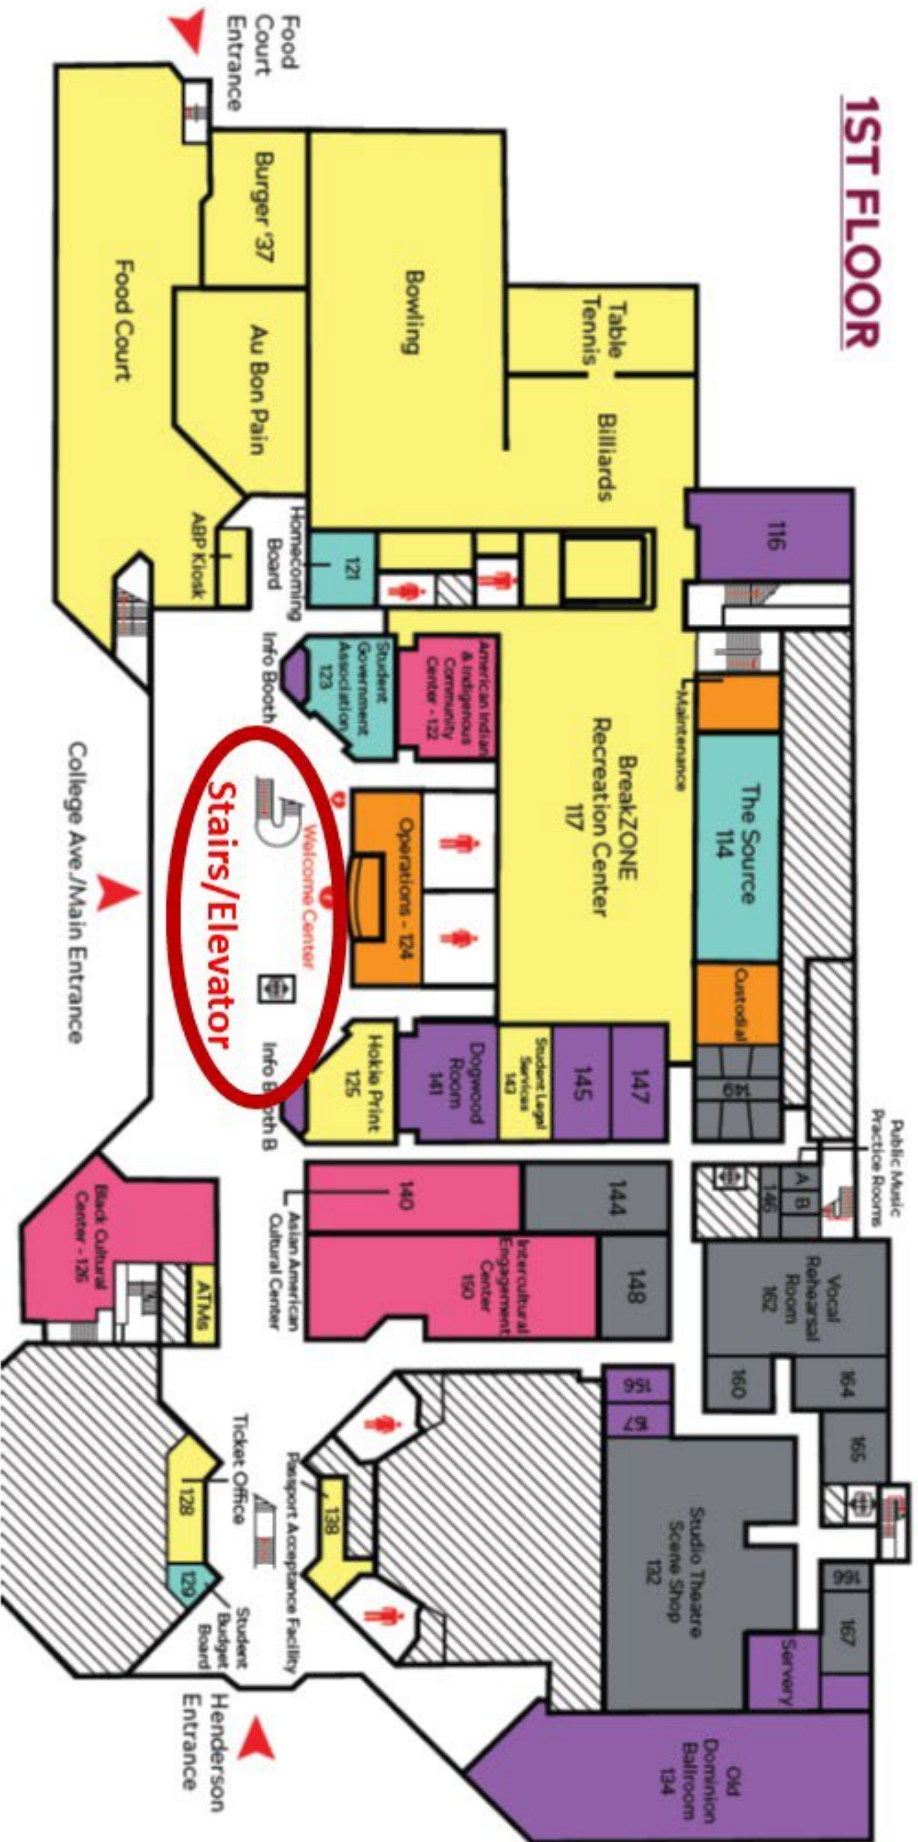 1ST FLOOR
Food
Court
Entrance
Burger '37
Food Court
Au Bon Pain
ABP Kiosk
Bowling
Table
Tennis
Billiards
Homecoming
Board
121
116
Info Booth
Student
Government
Association
123
American Indian
& Indigenous
Community
Center - 122
Maintenance
BreakZONE
Recreation Center
117
The Source
114
Custodial
Operations - 124
Welcome Center
Stairs/Elevator
College Ave./Main Entrance
Info Booth B
Hokie Print
125
Dogwood
Room
141
Student Legal
Services
143
145
147
Public Music
Practice Rooms
A
B
146
140
Asian American
Cultural Center
144
Intercultural
Engagement
Center
150
148
Black Cultural
Center - 126
ATMs
Vocal
Rehearsal
Room
162
160
164
165
156
157
Ticket Office
128
129
Student
Budget
Board
138
Passport Acceptance Facility
Studio Theatre
Scene Shop
132
166
167
Servery
Henderson
Entrance
Old
Dominion
Ballroom
134